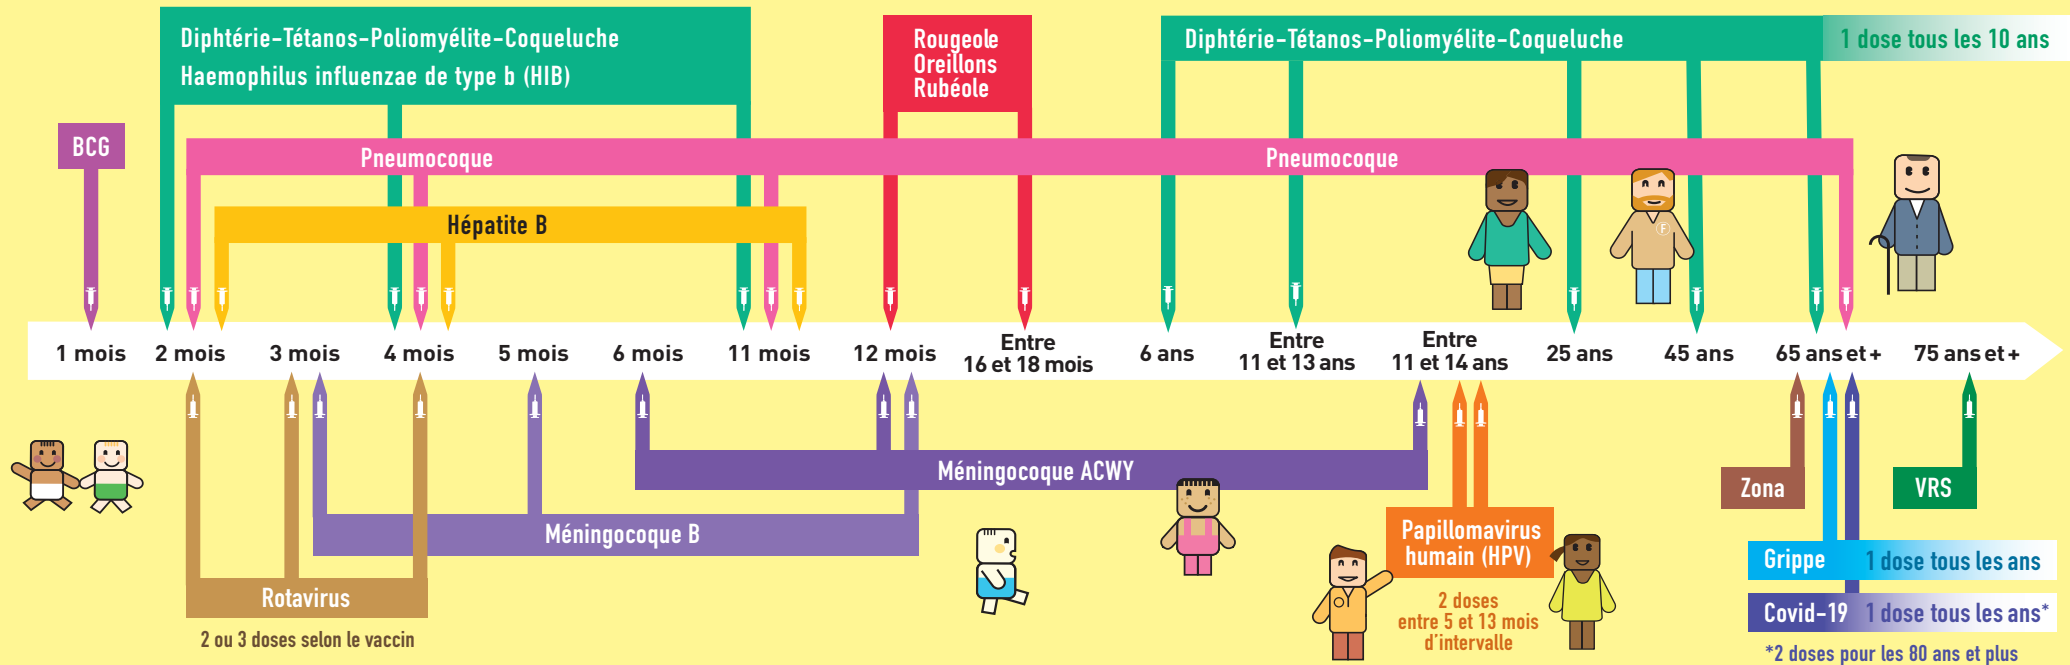 Diphtérie-Tétanos-Poliomyélite-Coqueluche
Haemophilus influenzae de type b (HIB)
Rougeole
Oreillons
Rubéole
Diphtérie-Tétanos-Poliomyélite-Coqueluche
1 dose tous les 10 ans
BCG
Pneumocoque
Pneumocoque
Hépatite B
F
1 mois
2 mois
3 mois
4 mois
5 mois
6 mois
11 mois
12 mois
Entre
16 et 18 mois
6 ans
Entre
11 et 13 ans
Entre
11 et 14 ans
25 ans
45 ans
65 ans et +
75 ans et +
Méningocoque ACWY
Méningocoque B
Rotavirus
2 ou 3 doses selon le vaccin
Papillomavirus
humain (HPV)
2 doses
entre 5 et 13 mois
d'intervalle
Zona
VRS
Grippe 1 dose tous les ans
Covid-19 1 dose tous les ans*
*2 doses pour les 80 ans et plus